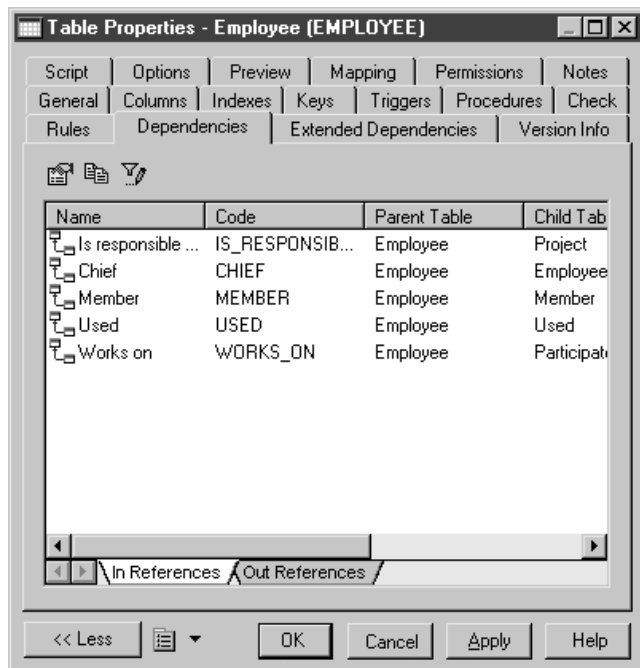 Table Properties - Employee (EMPLOYEE)
Script Options Preview Mapping Permissions Notes
General Columns Indexes Keys Triggers Procedures Check
Rules Dependencies Extended Dependencies Version Info
Name Code Parent Table Child Tab
Is responsible ... IS_RESPONSIB... Employee Project
Chief CHIEF Employee Employee
Member MEMBER Employee Member
Used USED Employee Used
Works on WORKS_ON Employee Participat
In References Out References
<< Less OK Cancel Apply Help